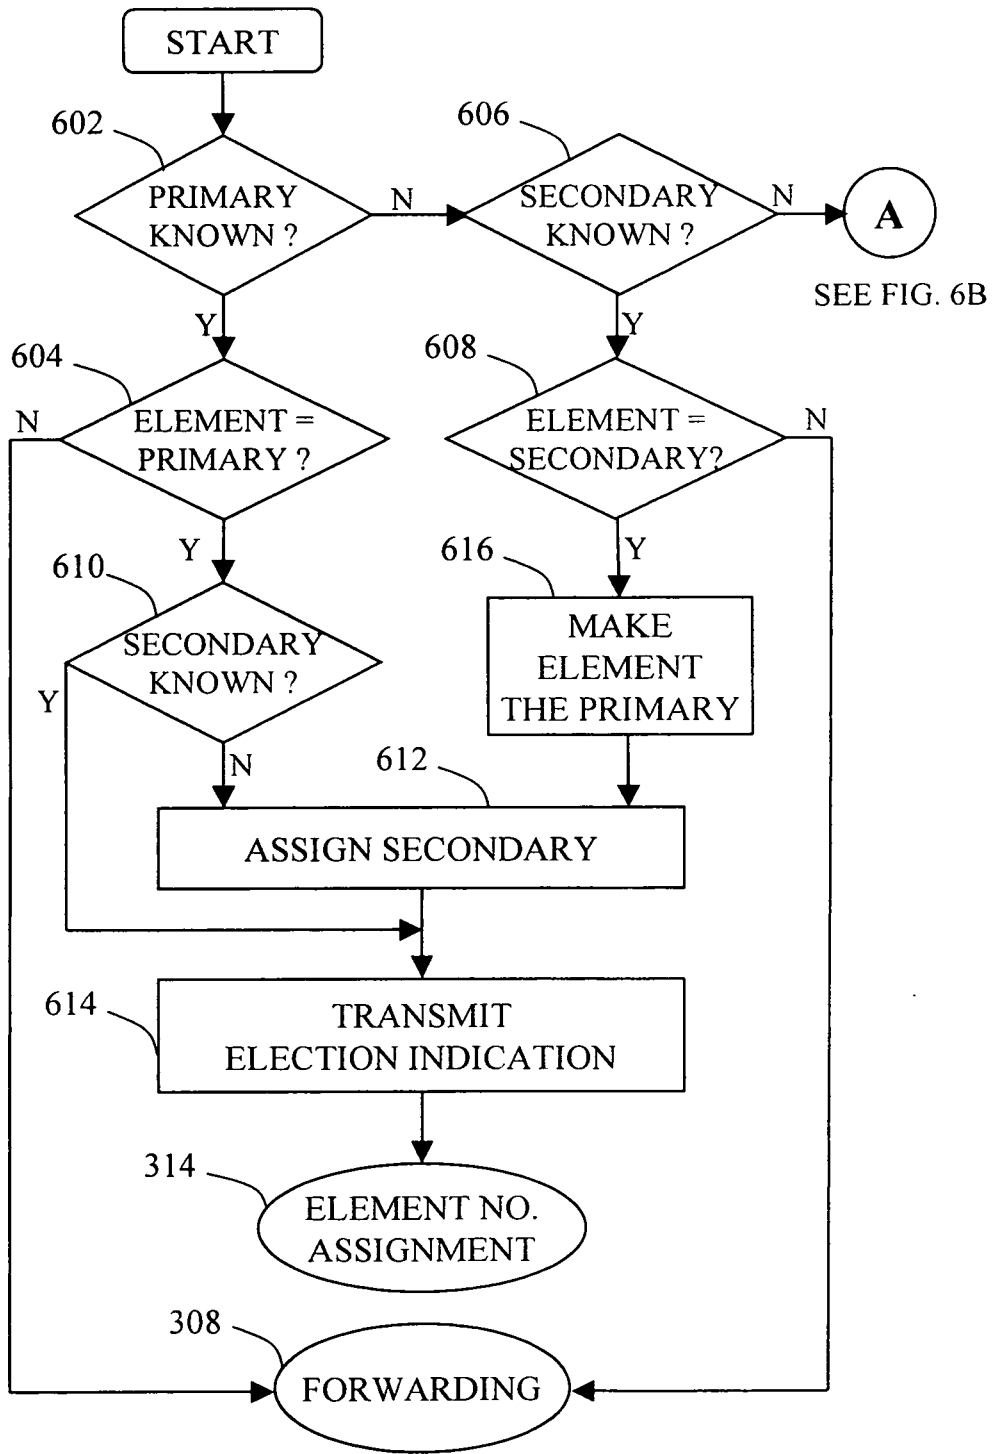 START
602
606
PRIMARY
KNOWN ?
N
SECONDARY
KNOWN ?
N
A
SEE FIG. 6B
Y
Y
604
608
N
ELEMENT =
PRIMARY ?
ELEMENT =
SECONDARY?
N
Y
Y
610
616
SECONDARY
KNOWN ?
Y
MAKE
ELEMENT
THE PRIMARY
N
612
ASSIGN SECONDARY
614
TRANSMIT
ELECTION INDICATION
314
ELEMENT NO.
ASSIGNMENT
308
FORWARDING